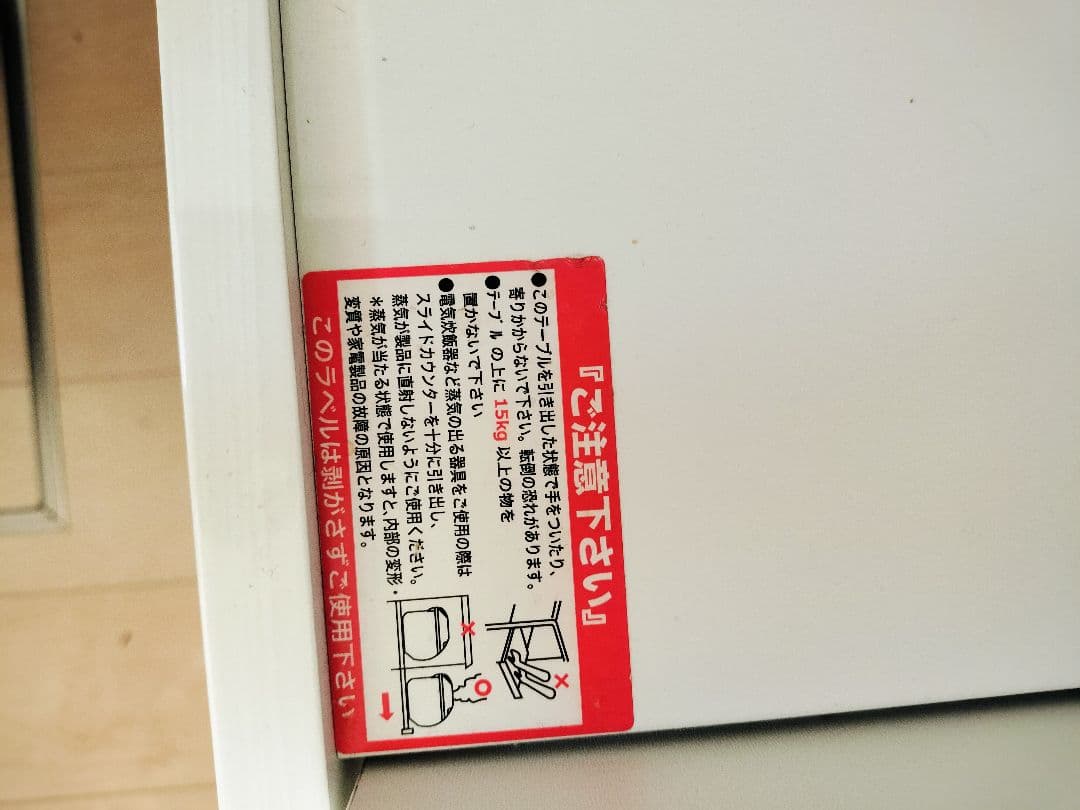 『ご注意下さい』
●このテーブルを引き出した状態で手をついたり、
寄りかからないで下さい。転倒の恐れがあります。
●テーブルの上に 15kg 以上の物を
置かないで下さい
●電気炊飯器など蒸気の出る器具をご使用の際は
スライドカウンターを十分に引き出し、
蒸気が製品に直射しないようにご使用ください。
＊蒸気が当たる状態で使用しますと、内部の変形・
変質や家電製品の故障の原因となります。
このラベルは剥がさずご使用下さい